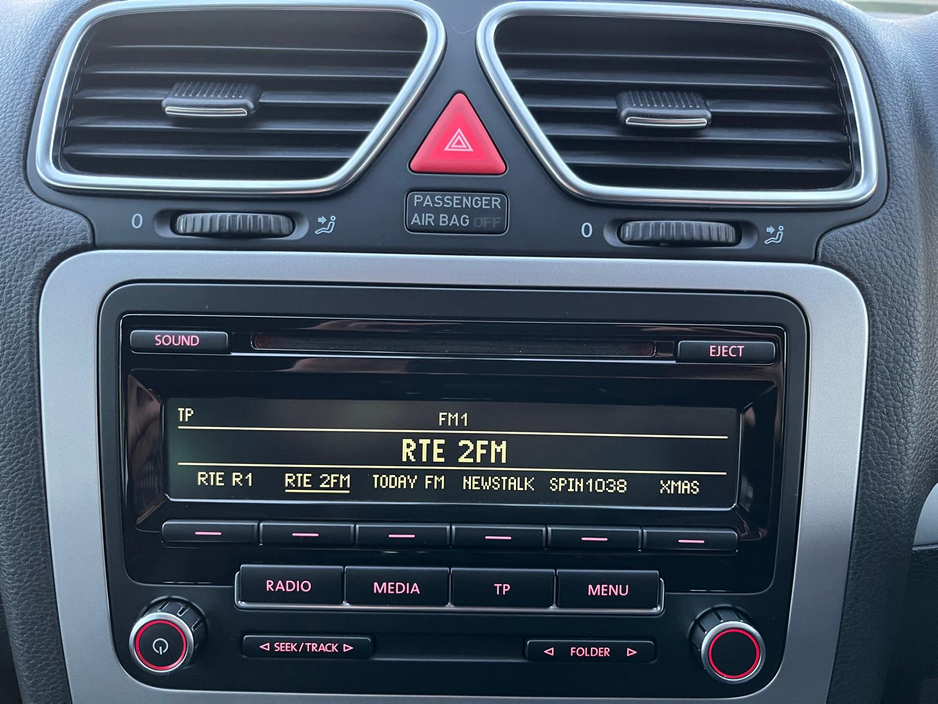 PASSENGER
AIR BAG OFF
0
0
SOUND
EJECT
TP FM1
RTE 2FM
RTE R1 RTE 2FM TODAY FM NEWSTALK SPIN1038 XMAS
RADIO MEDIA TP MENU
SEEK/TRACK FOLDER